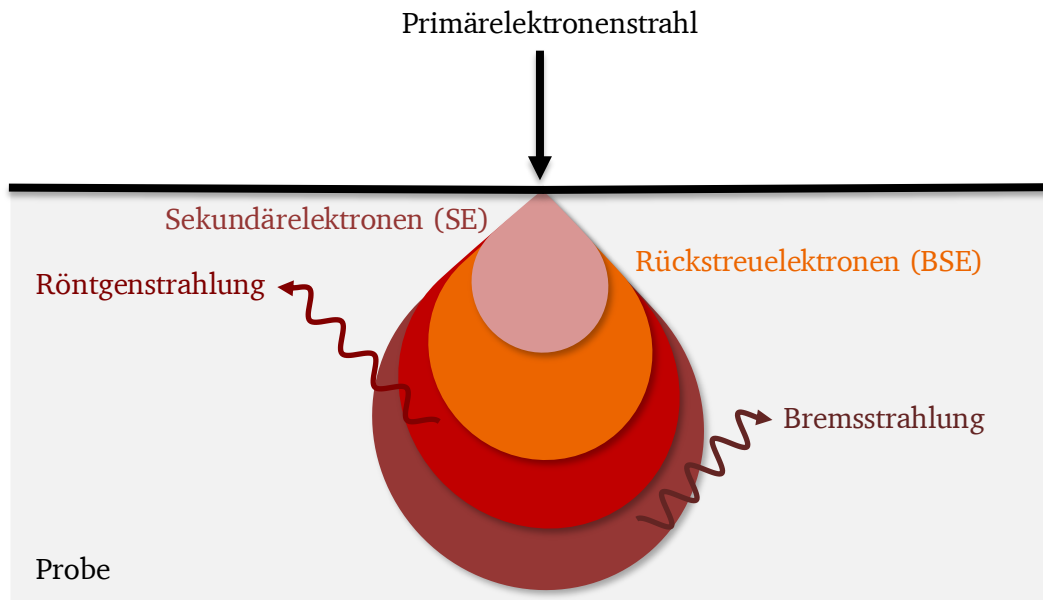 Primärelektronenstrahl
Sekundärelektronen (SE)
Rückstreuelektronen (BSE)
Röntgenstrahlung
Bremsstrahlung
Probe